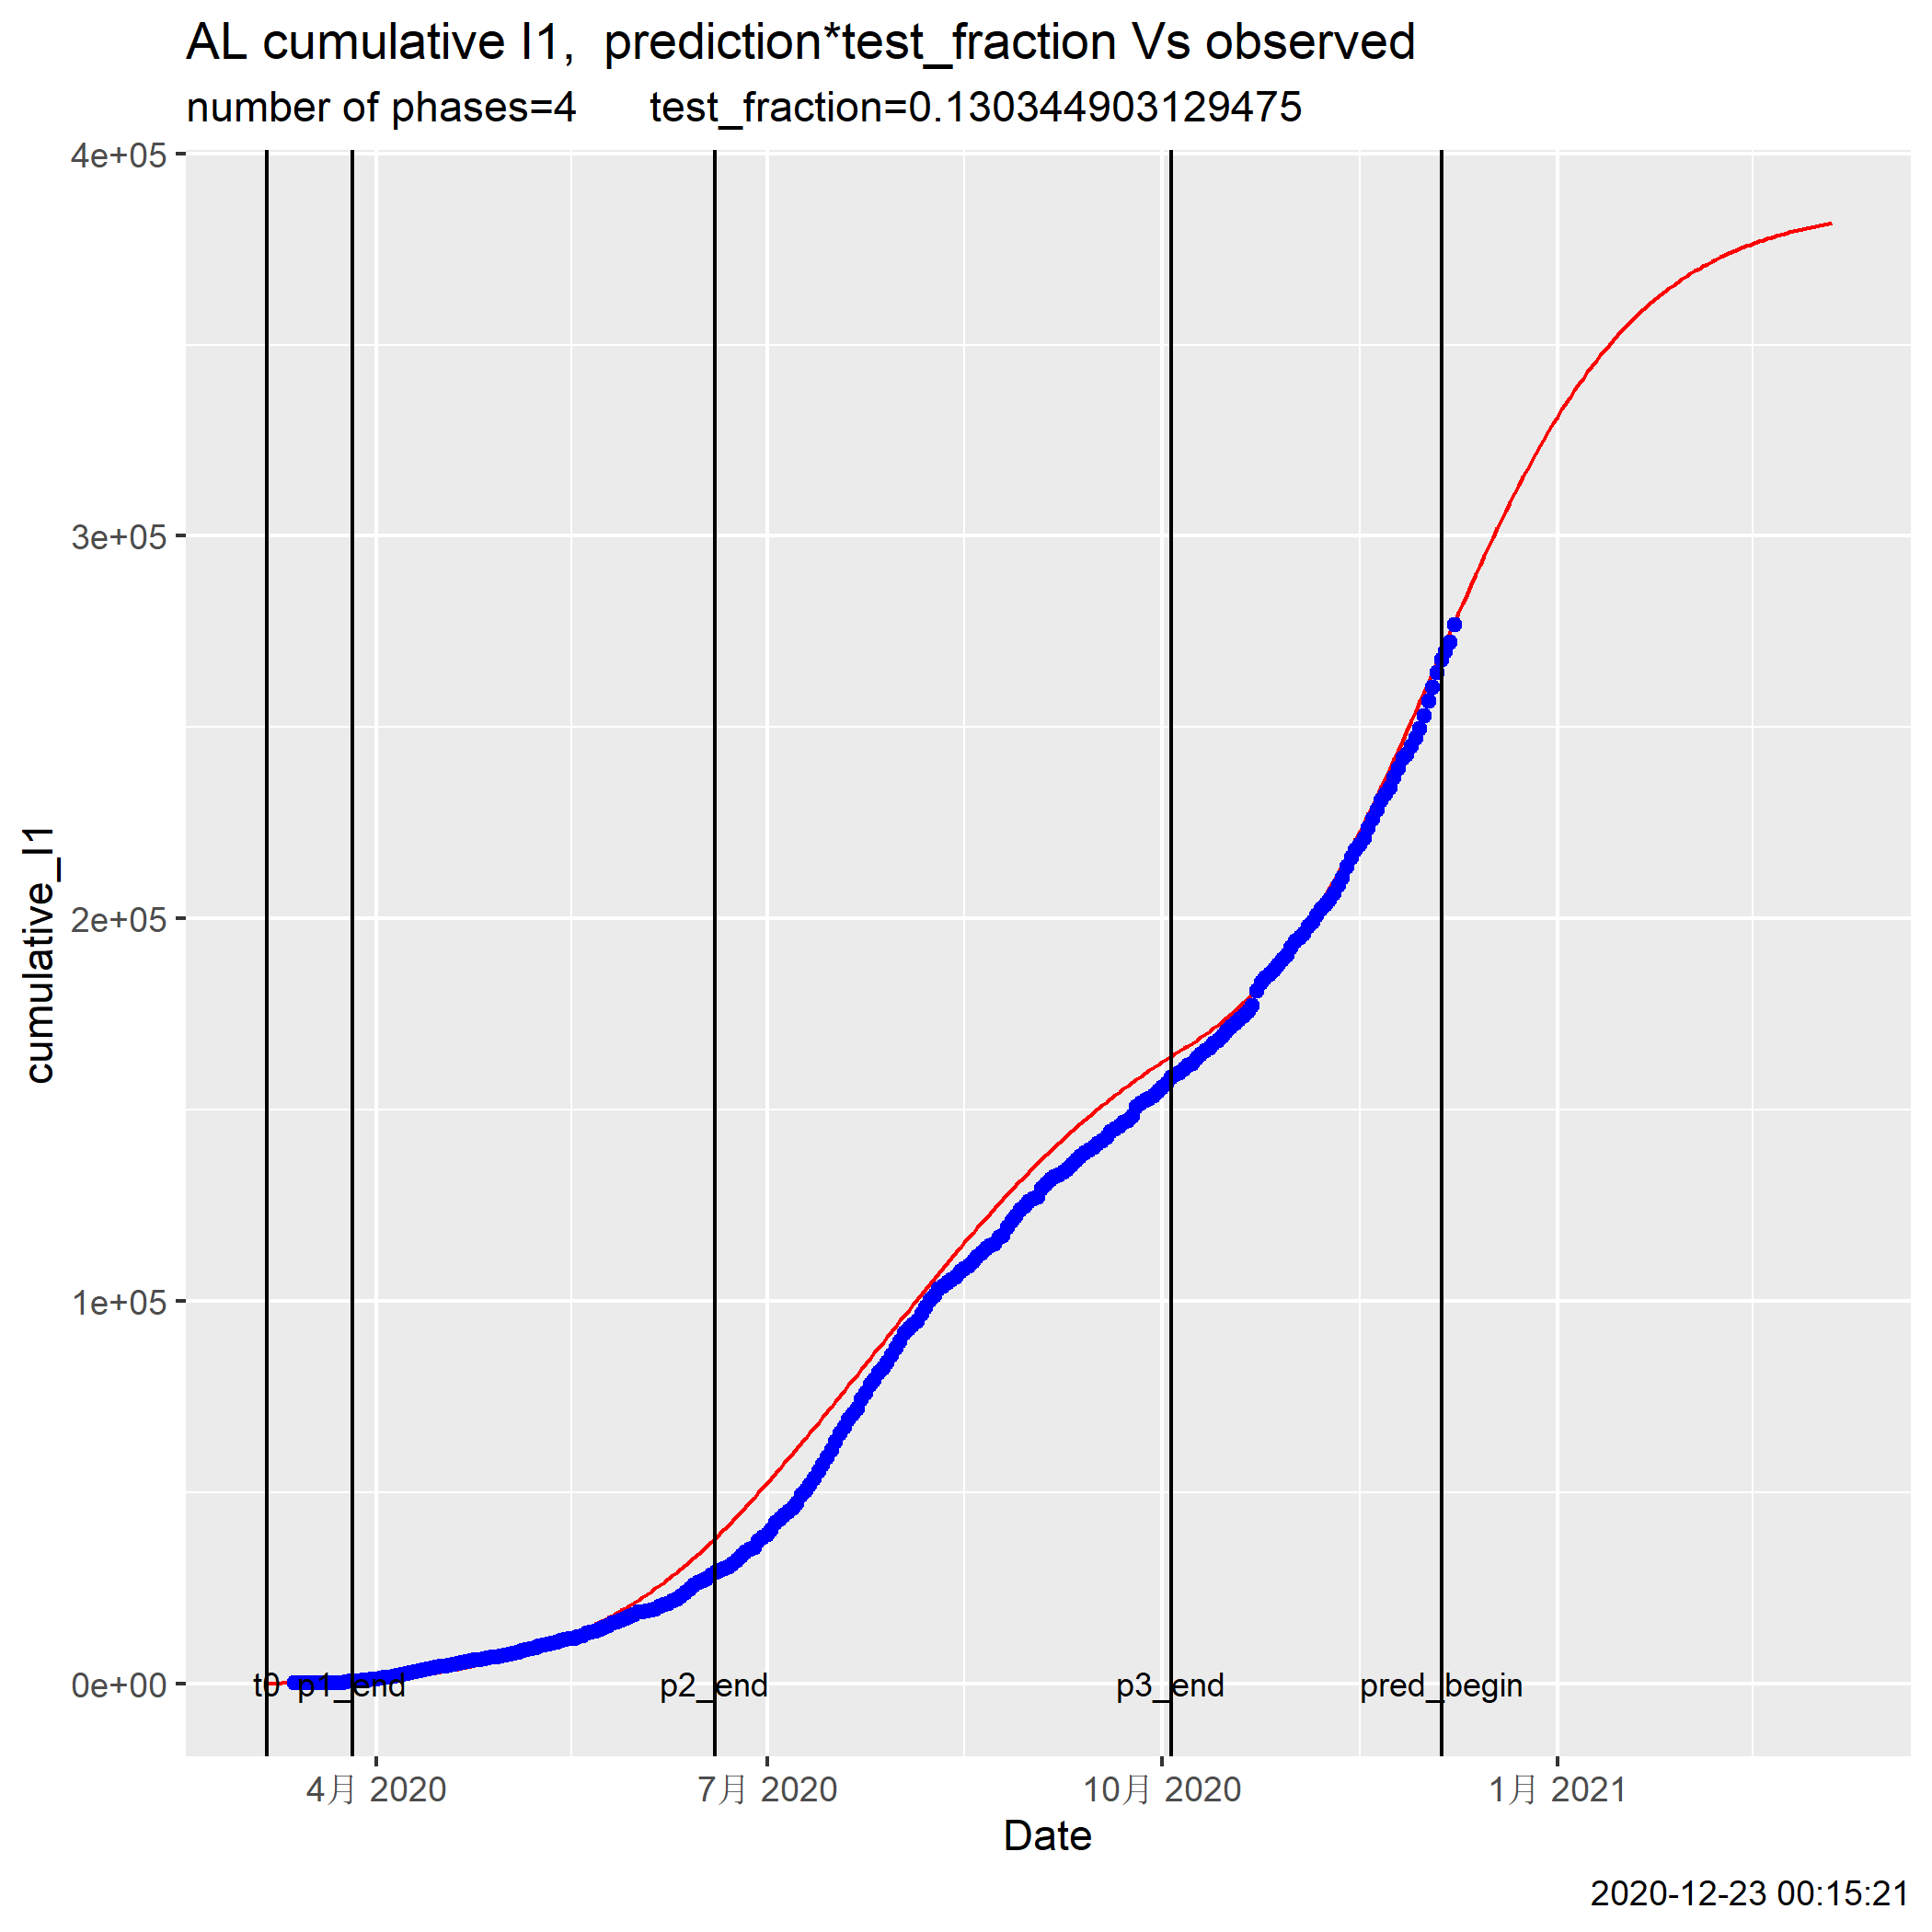 AL cumulative I1,  prediction*test_fraction Vs observed
number of phases=4      test_fraction=0.130344903129475
4e+05
3e+05
2e+05
1e+05
0e+00
cumulative_I1
t0 p1_end p2_end p3_end pred_begin
4月 2020 7月 2020 10月 2020 1月 2021
Date
2020-12-23 00:15:21